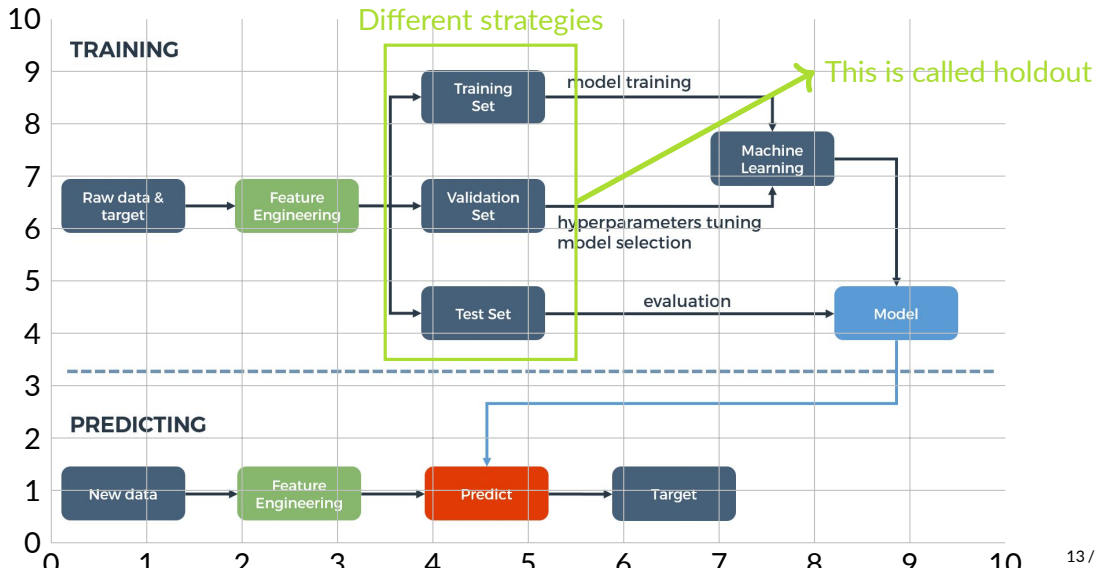 Different strategies
10
TRAINING
9
This is called holdout
model training
Training
Set
8
Machine
Learning
7
Raw data &
target
Feature
Engineering
Validation
Set
6
hyperparameters tuning
model selection
5
evaluation
Test Set
Model
4
3
PREDICTING
2
1
New data
Feature
Engineering
Predict
Target
0
0 1 2 3 4 5 6 7 8 9 10
13 /